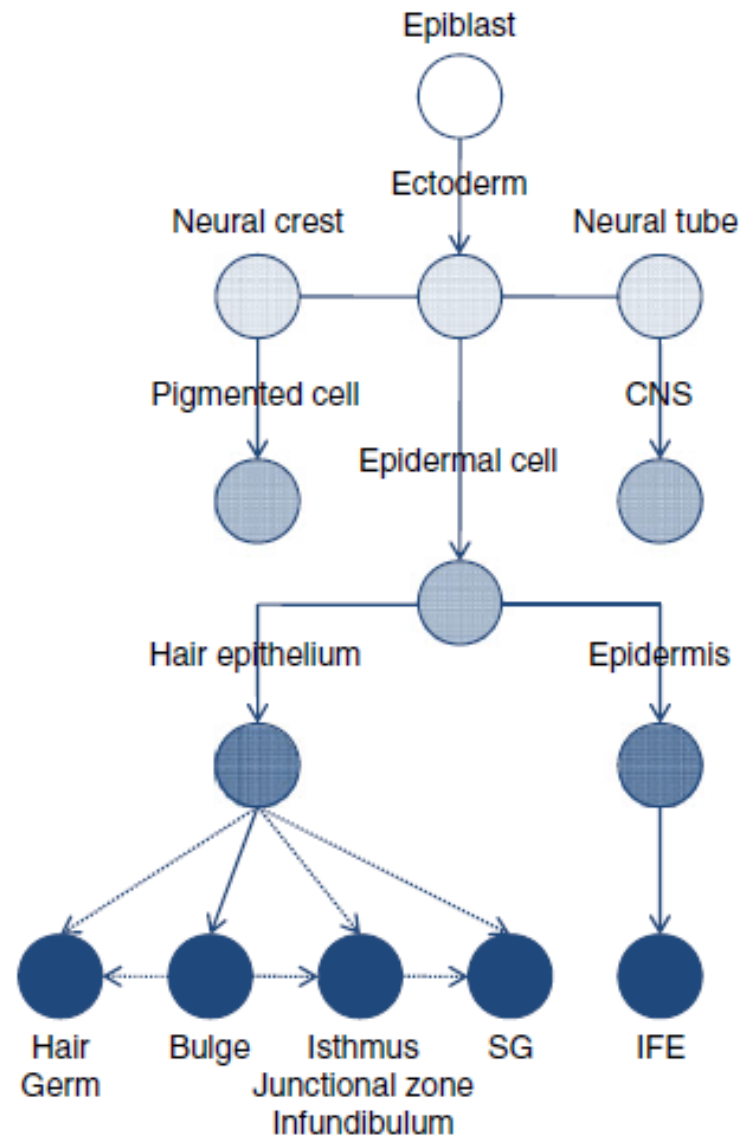 Epiblast
Ectoderm
Neural crest
Neural tube
Pigmented cell
CNS
Epidermal cell
Hair epithelium
Epidermis
Hair
Germ
Bulge
Isthmus
Junctional zone
Infundibulum
SG
IFE